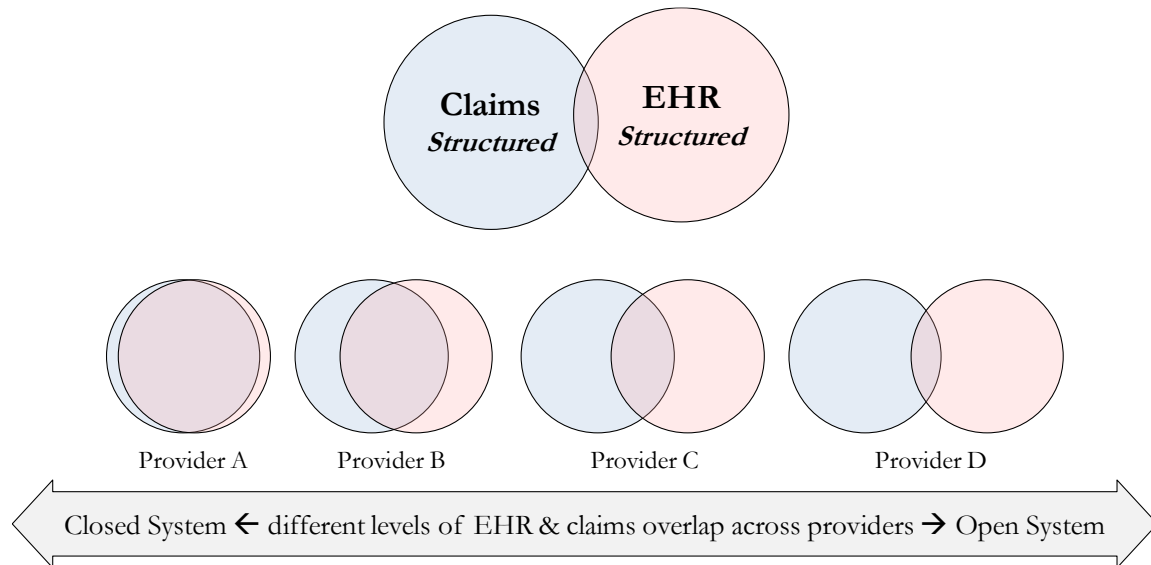 Claims
Structured
EHR
Structured
Provider A
Provider B
Provider C
Provider D
Closed System ← different levels of EHR & claims overlap across providers → Open System